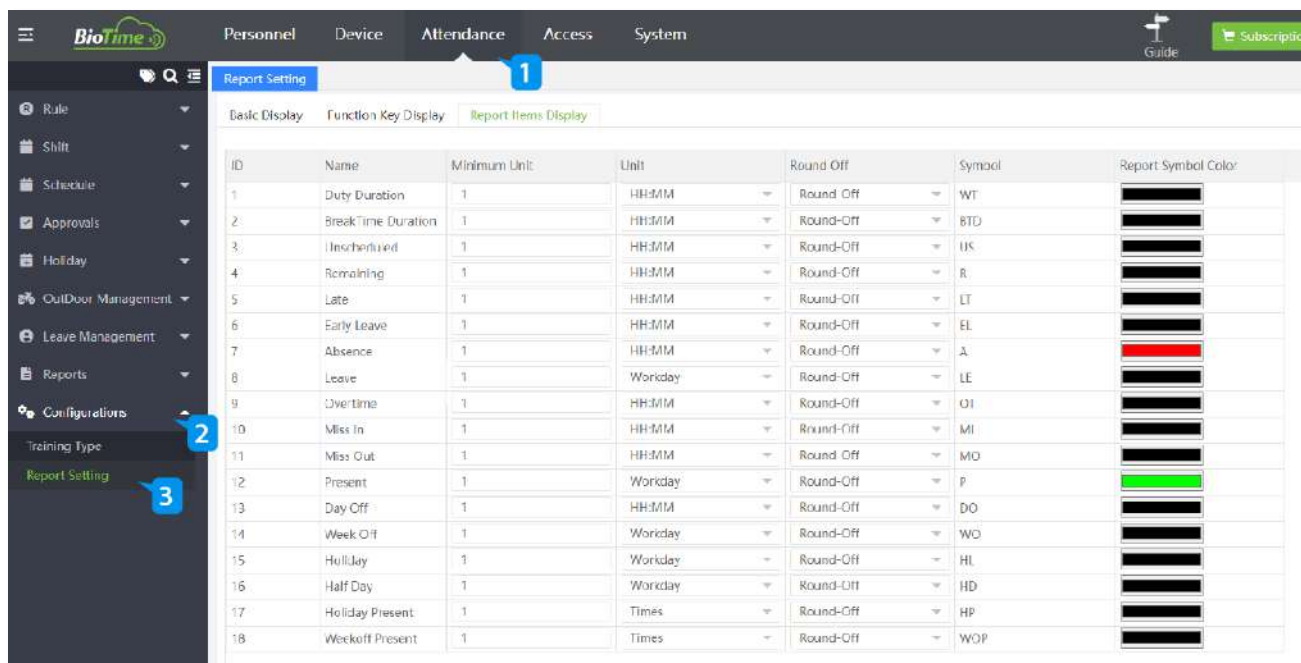 BioTime
Personnel Device Attendance Access System
Guide
Subscriptio
1
Report Setting
Rule
Shift
Schedule
Approvals
Holiday
OutDoor Management
Leave Management
Reports
Configurations
2
Training Type
Report Setting
3
Basic Display Function Key Display Report Items Display
ID Name Minimum Unit Unit Round Off Symbol Report Symbol Color
1 Duty Duration 1 HH:MM Round-Off WT
2 BreakTime Duration 1 HH:MM Round-Off BTD
3 Unscheduled 1 HH:MM Round-Off US
4 Remaining 1 HH:MM Round-Off R
5 Late 1 HH:MM Round-Off LT
6 Early Leave 1 HH:MM Round-Off EL
7 Absence 1 HH:MM Round-Off A
8 Leave 1 Workday Round-Off LE
9 Overtime 1 HH:MM Round-Off OT
10 Miss In 1 HH:MM Round-Off MI
11 Miss Out 1 HH:MM Round-Off MO
12 Present 1 Workday Round-Off P
13 Day Off 1 HH:MM Round-Off DO
14 Week Off 1 Workday Round-Off WO
15 Holiday 1 Workday Round-Off HL
16 Half Day 1 Workday Round-Off HD
17 Holiday Present 1 Times Round-Off HP
18 Weekoff Present 1 Times Round-Off WOP